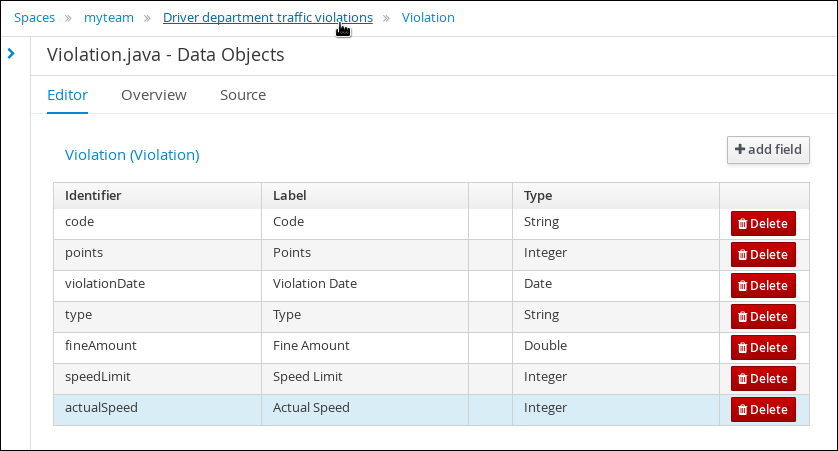 Spaces » myteam » Driver department traffic violations » Violation
Violation.java - Data Objects
Editor Overview Source
Violation (Violation) add field
Identifier Label Type
code Code String Delete
points Points Integer Delete
violationDate Violation Date Date Delete
type Type String Delete
fineAmount Fine Amount Double Delete
speedLimit Speed Limit Integer Delete
actualSpeed Actual Speed Integer Delete